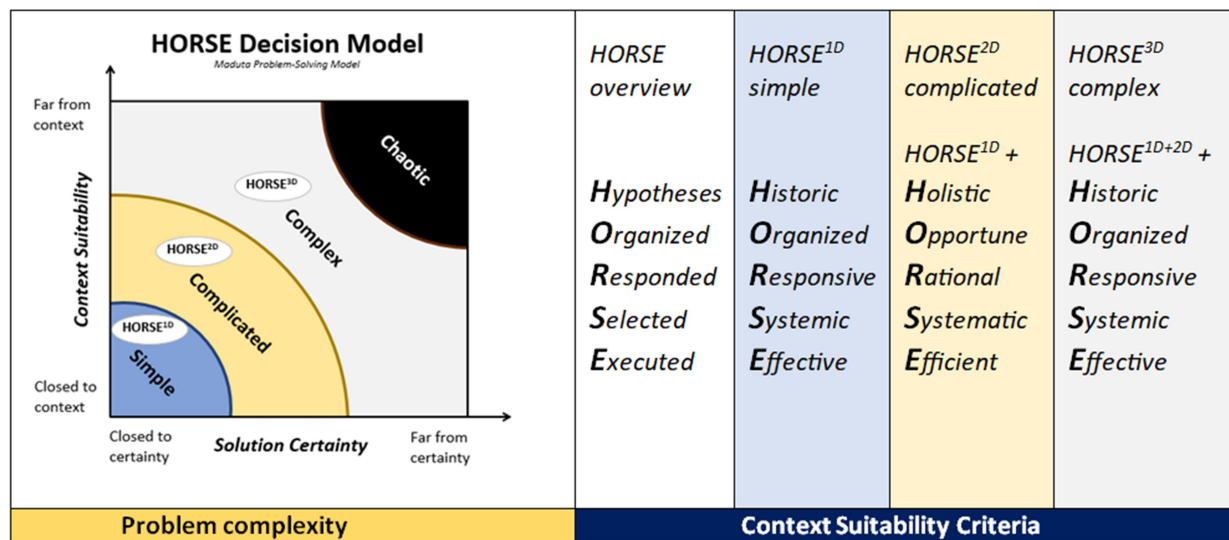 HORSE Decision Model
Maduta Problem-Solving Model
Far from
context
Context Suitability
Closed to
context
Chaotic
HORSE3D
Complex
HORSE2D
Complicated
HORSE1D
Simple
Closed to
certainty
Solution Certainty
Far from
certainty
Problem complexity
HORSE
overview
Hypotheses
Organized
Responded
Selected
Executed
HORSE1D
simple
Historic
Organized
Responsive
Systemic
Effective
HORSE2D
complicated
HORSE1D +
Holistic
Opportune
Rational
Systematic
Efficient
HORSE3D
complex
HORSE1D+2D +
Historic
Organized
Responsive
Systemic
Effective
Context Suitability Criteria